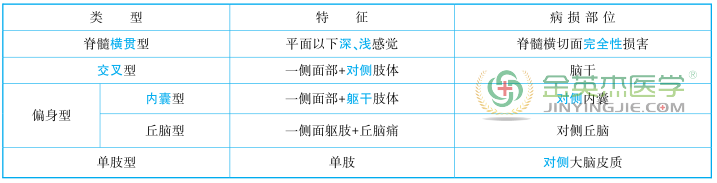 类 型 特 征 病损部位
脊髓横贯型 平面以下深、浅感觉 脊髓横切面完全性损害
交叉型 一侧面部+对侧肢体 脑干
偏身型 内囊型 一侧面部+躯干肢体 对侧内囊
丘脑型 一侧面躯肢+丘脑痛 对侧丘脑
单肢型 单肢 对侧大脑皮质
金英杰医学®
JINYINGJIE.COM